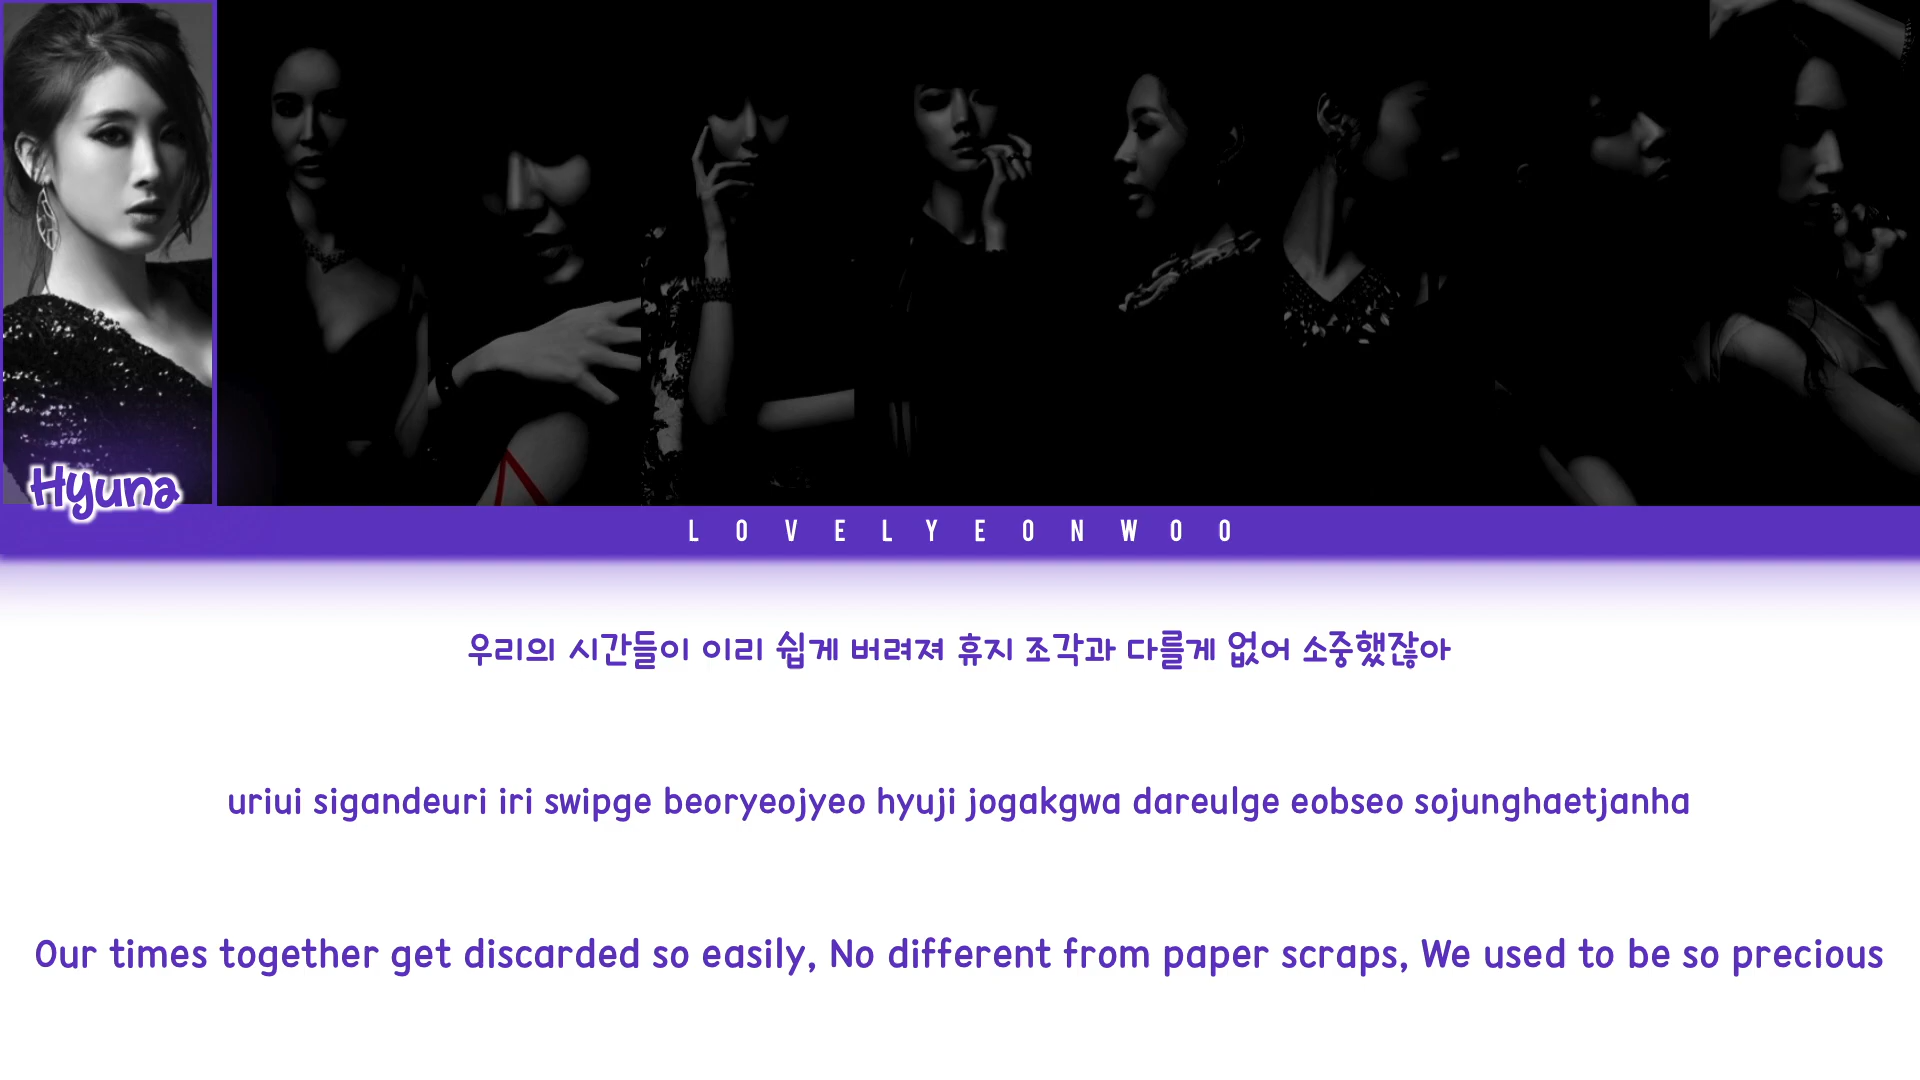 Hyuna
LOVELYEONWOO
우리의 시간들이 이리 쉽게 버려져 휴지 조각과 다를게 없어 소중했잖아
uriui sigandeuri iri swipge beoryeojyeo hyuji jogakgwa dareulge eobseo sojunghaetjanha
Our times together get discarded so easily, No different from paper scraps, We used to be so precious